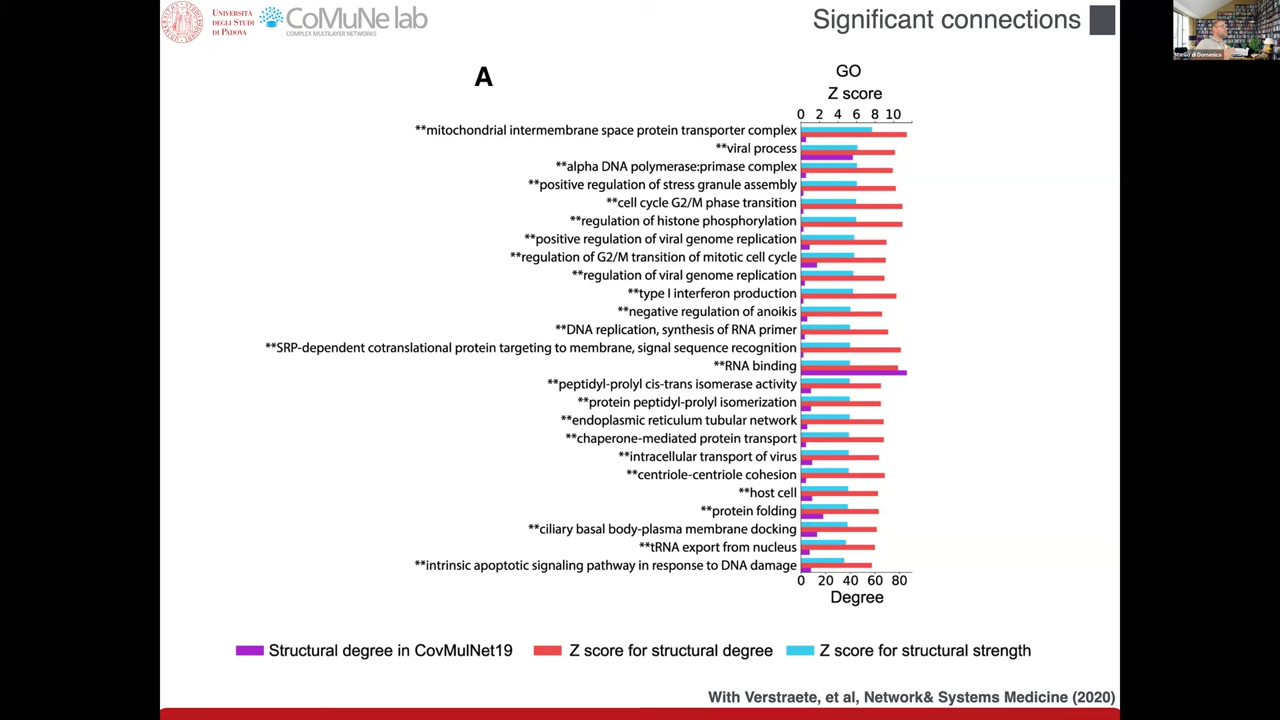 UNIVERSITÀ
DEGLI STUDI
DI PADOVA
CoMuNe lab
COMPLEX MULTILAYER NETWORKS
Significant connections
A
GO
Z score
0 2 4 6 8 10
**mitochondrial intermembrane space protein transporter complex
**viral process
**alpha DNA polymerase:primase complex
**positive regulation of stress granule assembly
**cell cycle G2/M phase transition
**regulation of histone phosphorylation
**positive regulation of viral genome replication
**regulation of G2/M transition of mitotic cell cycle
**regulation of viral genome replication
**type I interferon production
**negative regulation of anoikis
**DNA replication, synthesis of RNA primer
**SRP-dependent cotranslational protein targeting to membrane, signal sequence recognition
**RNA binding
**peptidyl-prolyl cis-trans isomerase activity
**protein peptidyl-prolyl isomerization
**endoplasmic reticulum tubular network
**chaperone-mediated protein transport
**intracellular transport of virus
**centriole-centriole cohesion
**host cell
**protein folding
**ciliary basal body-plasma membrane docking
**tRNA export from nucleus
**intrinsic apoptotic signaling pathway in response to DNA damage
0 20 40 60 80
Degree
Structural degree in CovMulNet19 Z score for structural degree Z score for structural strength
With Verstraete, et al, Network& Systems Medicine (2020)